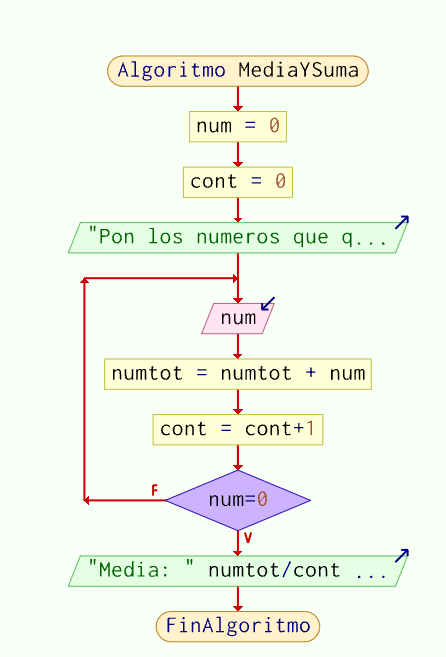 Algoritmo MediaYSuma
num = 0
cont = 0
"Pon los numeros que q...
num
numtot = numtot + num
cont = cont+1
num=0
F
V
"Media: " numtot/cont ...
FinAlgoritmo